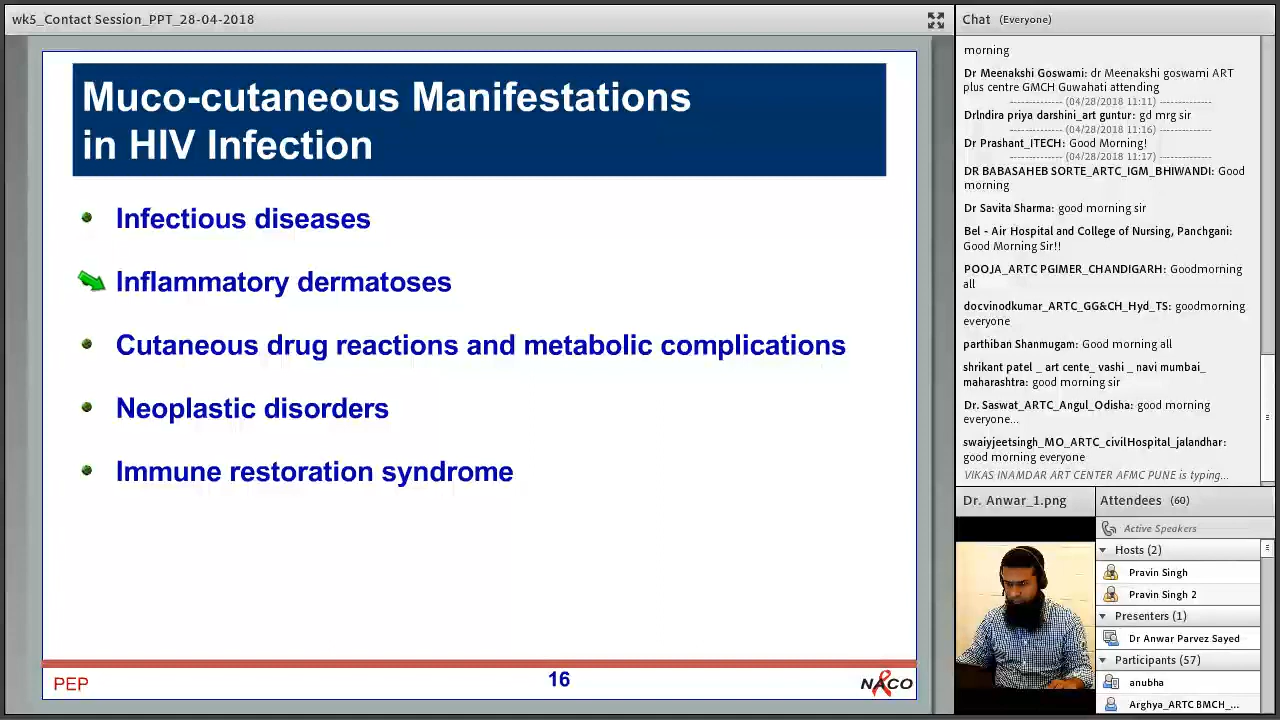 wk5_Contact Session_PPT_28-04-2018
Muco-cutaneous Manifestations
in HIV Infection
Infectious diseases
Inflammatory dermatoses
Cutaneous drug reactions and metabolic complications
Neoplastic disorders
Immune restoration syndrome
PEP
16
NACO
Chat (Everyone)
morning
Dr Meenakshi Goswami: dr Meenakshi goswami ART
plus centre GMCH Guwahati attending
------------- (04/28/2018 11:11) -------------
DrIndira priya darshini_art guntur: gd mrg sir
------------- (04/28/2018 11:16) -------------
Dr Prashant_ITECH: Good Morning!
------------- (04/28/2018 11:17) -------------
DR BABASAHEB SORTE_ARTC_IGM_BHIWANDI: Good
morning
Dr Savita Sharma: good morning sir
Bel - Air Hospital and College of Nursing, Panchgani:
Good Morning Sir!!
POOJA_ARTC PGIMER_CHANDIGARH: Goodmorning
all
docvinodkumar_ARTC_GG&CH_Hyd_TS: goodmorning
everyone
parthiban Shanmugam: Good morning all
shrikant patel _ art cente_ vashi _ navi mumbai_
maharashtra: good morning sir
Dr. Saswat_ARTC_Angul_Odisha: good morning
everyone...
swaiyjeetsingh_MO_ARTC_civilHospital_jalandhar:
good morning everyone
VIKAS INAMDAR ART CENTER AFMC PUNE is typing...
Dr. Anwar_1.png
Attendees (60)
Active Speakers
Hosts (2)
Pravin Singh
Pravin Singh 2
Presenters (1)
Dr Anwar Parvez Sayed
Participants (57)
anubha
Arghya_ARTC BMCH_...